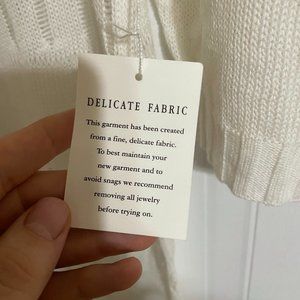 DELICATE FABRIC
This garment has been created
from a fine, delicate fabric.
To best maintain your
new garment and to
avoid snags we recommend
removing all jewelry
before trying on.